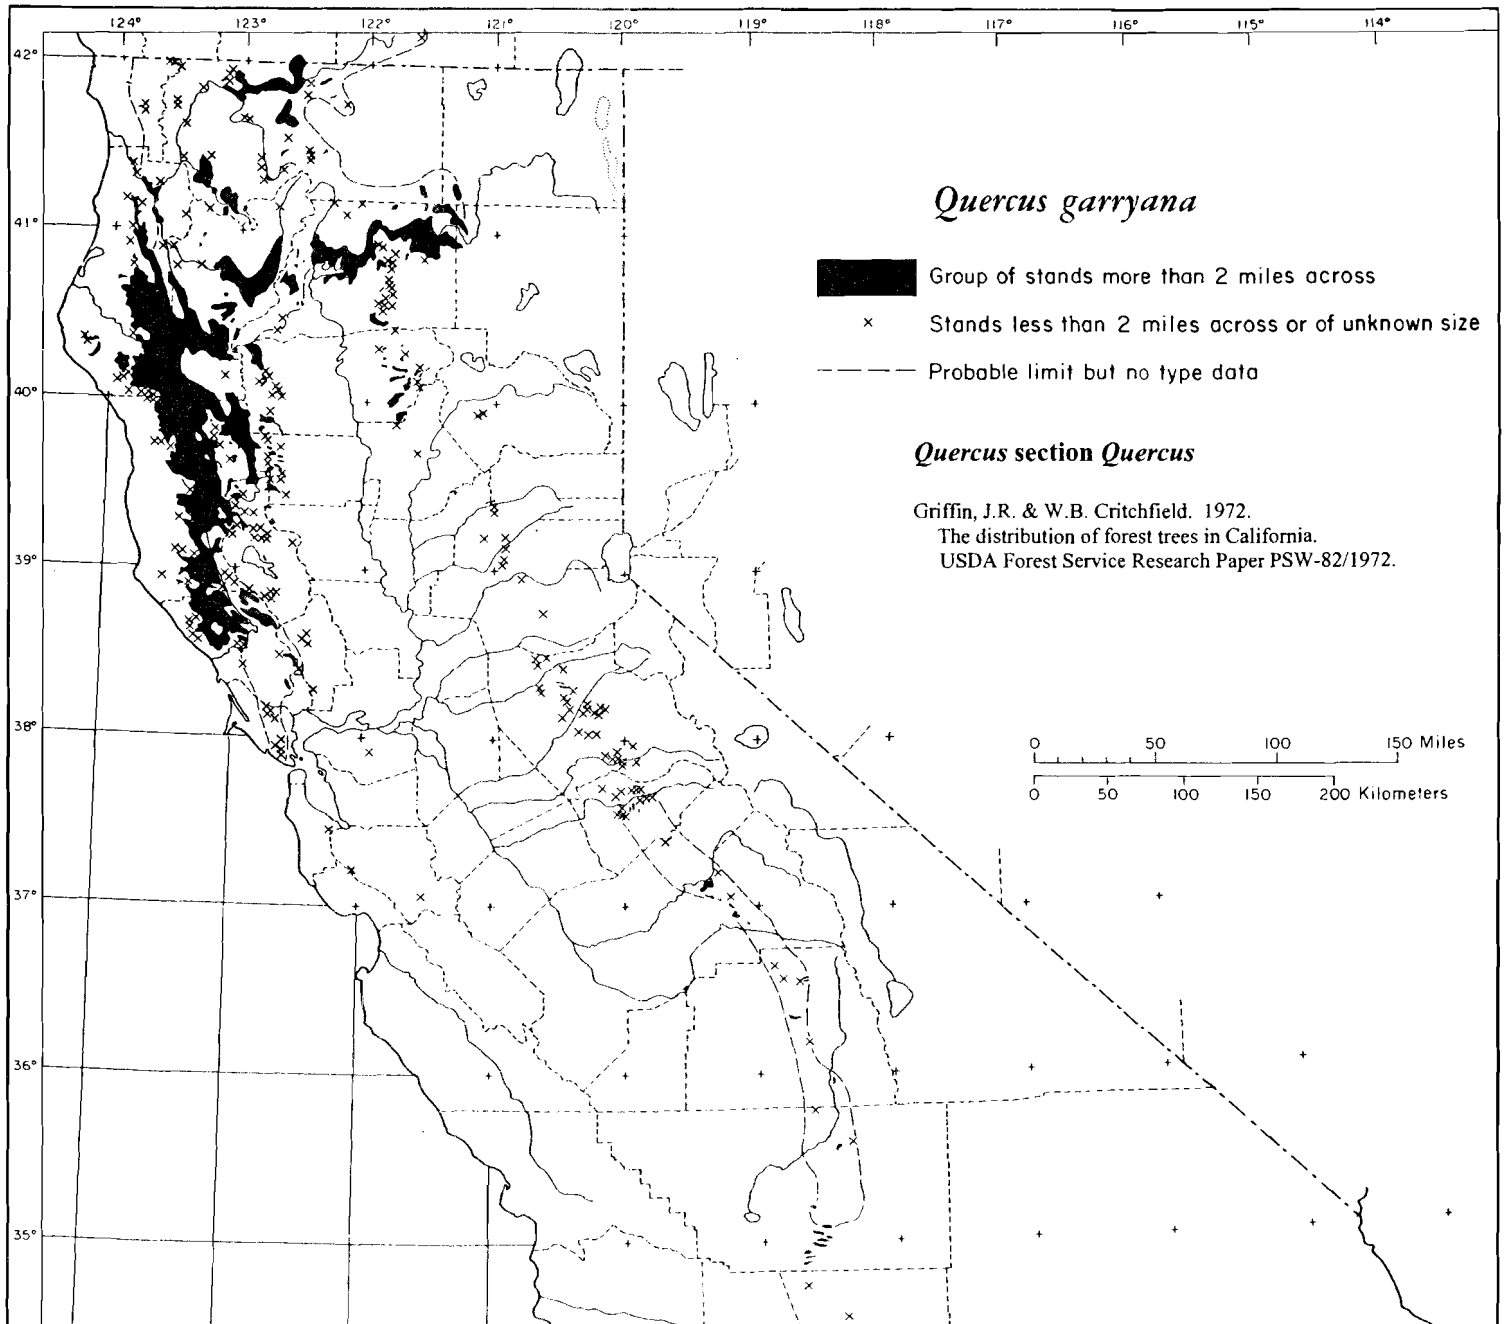 124° 123° 122° 121° 120° 119° 118° 117° 116° 115° 114°
42°
41°
40°
39°
38°
37°
36°
35°
Quercus garryana
Group of stands more than 2 miles across
× Stands less than 2 miles across or of unknown size
Probable limit but no type data
Quercus section Quercus
Griffin, J.R. & W.B. Critchfield. 1972.
The distribution of forest trees in California.
USDA Forest Service Research Paper PSW-82/1972.
0 50 100 150 Miles
0 50 100 150 200 Kilometers